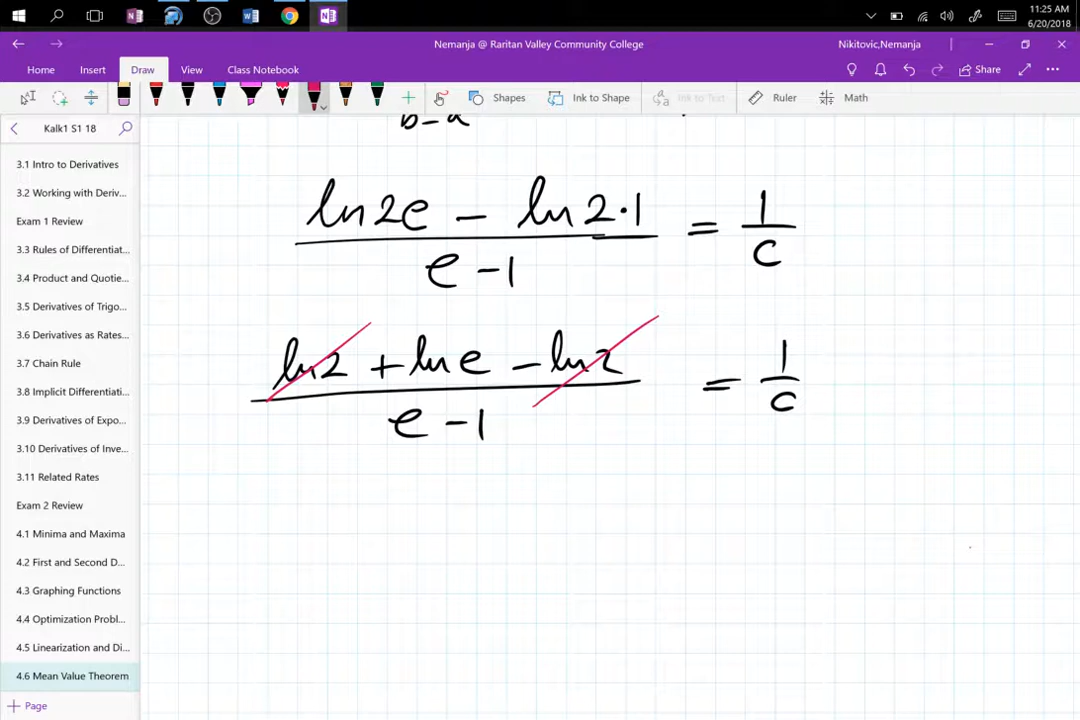 11:25 AM
6/20/2018
Nemanja @ Raritan Valley Community College
Nikitovic,Nemanja
Home Insert Draw View Class Notebook Share
Shapes Ink to Shape Ink to Text Ruler Math
Kalk1 S1 18
3.1 Intro to Derivatives
3.2 Working with Deriv...
Exam 1 Review
3.3 Rules of Differentiat...
3.4 Product and Quotie...
3.5 Derivatives of Trigo...
3.6 Derivatives as Rates...
3.7 Chain Rule
3.8 Implicit Differentiati...
3.9 Derivatives of Expo...
3.10 Derivatives of Inve...
3.11 Related Rates
Exam 2 Review
4.1 Minima and Maxima
4.2 First and Second D...
4.3 Graphing Functions
4.4 Optimization Probl...
4.5 Linearization and Di...
4.6 Mean Value Theorem
Page
b-a
ln2e - ln2·1
e-1
= 1/c
ln2 + lne - ln2
e-1
= 1/c